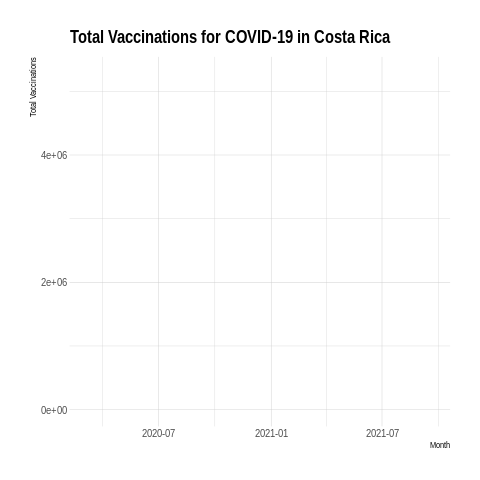 Total Vaccinations for COVID-19 in Costa Rica
Total Vaccinations
4e+06
2e+06
0e+00
2020-07 2021-01 2021-07
Month